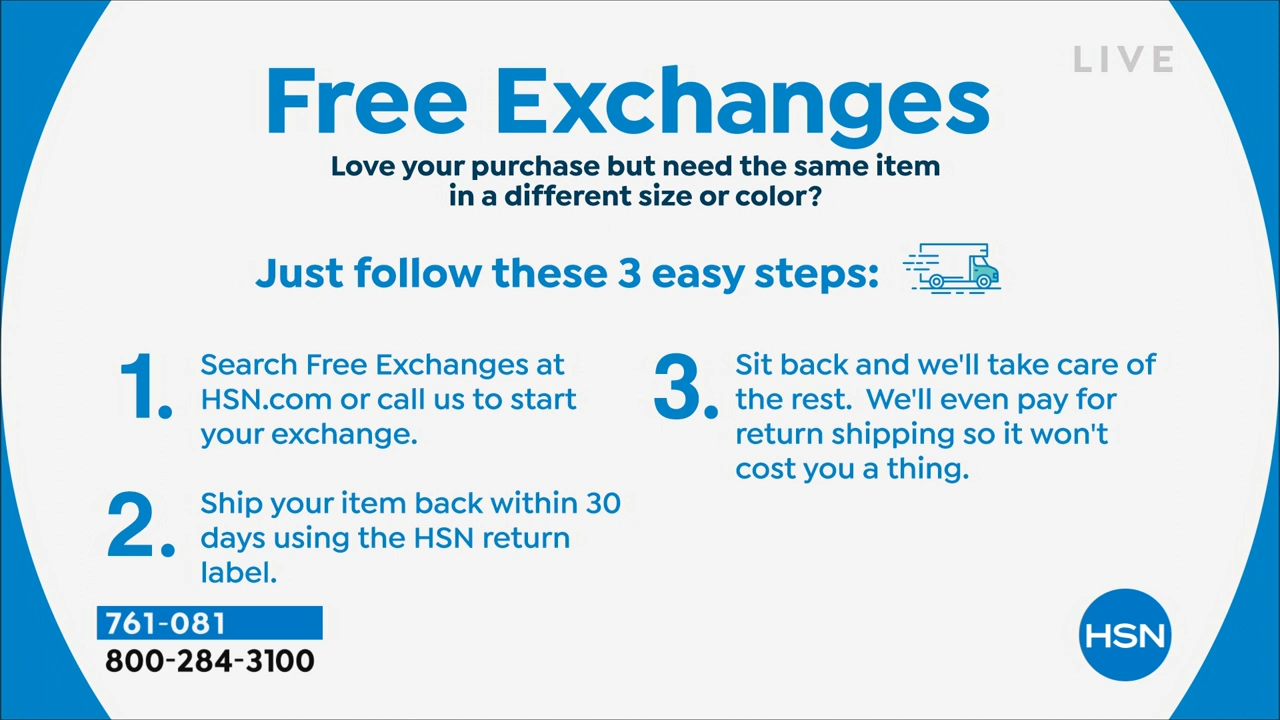 LIVE
Free Exchanges
Love your purchase but need the same item
in a different size or color?
Just follow these 3 easy steps:
1.
Search Free Exchanges at
HSN.com or call us to start
your exchange.
2.
Ship your item back within 30
days using the HSN return
label.
3.
Sit back and we'll take care of
the rest.  We'll even pay for
return shipping so it won't
cost you a thing.
761-081
800-284-3100
HSN